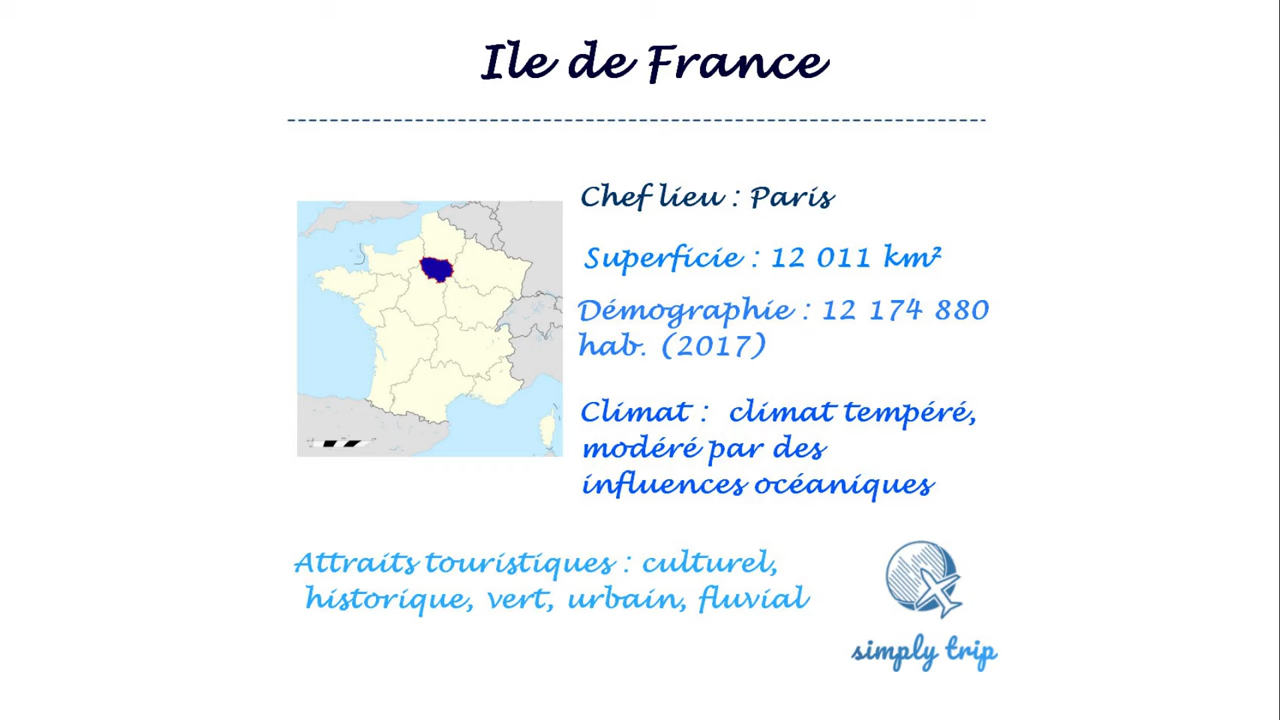 Ile de France
Chef lieu : Paris
Superficie : 12 011 km²
Démographie : 12 174 880
hab. (2017)
Climat : climat tempéré,
modéré par des
influences océaniques
Attraits touristiques : culturel,
historique, vert, urbain, fluvial
simply trip